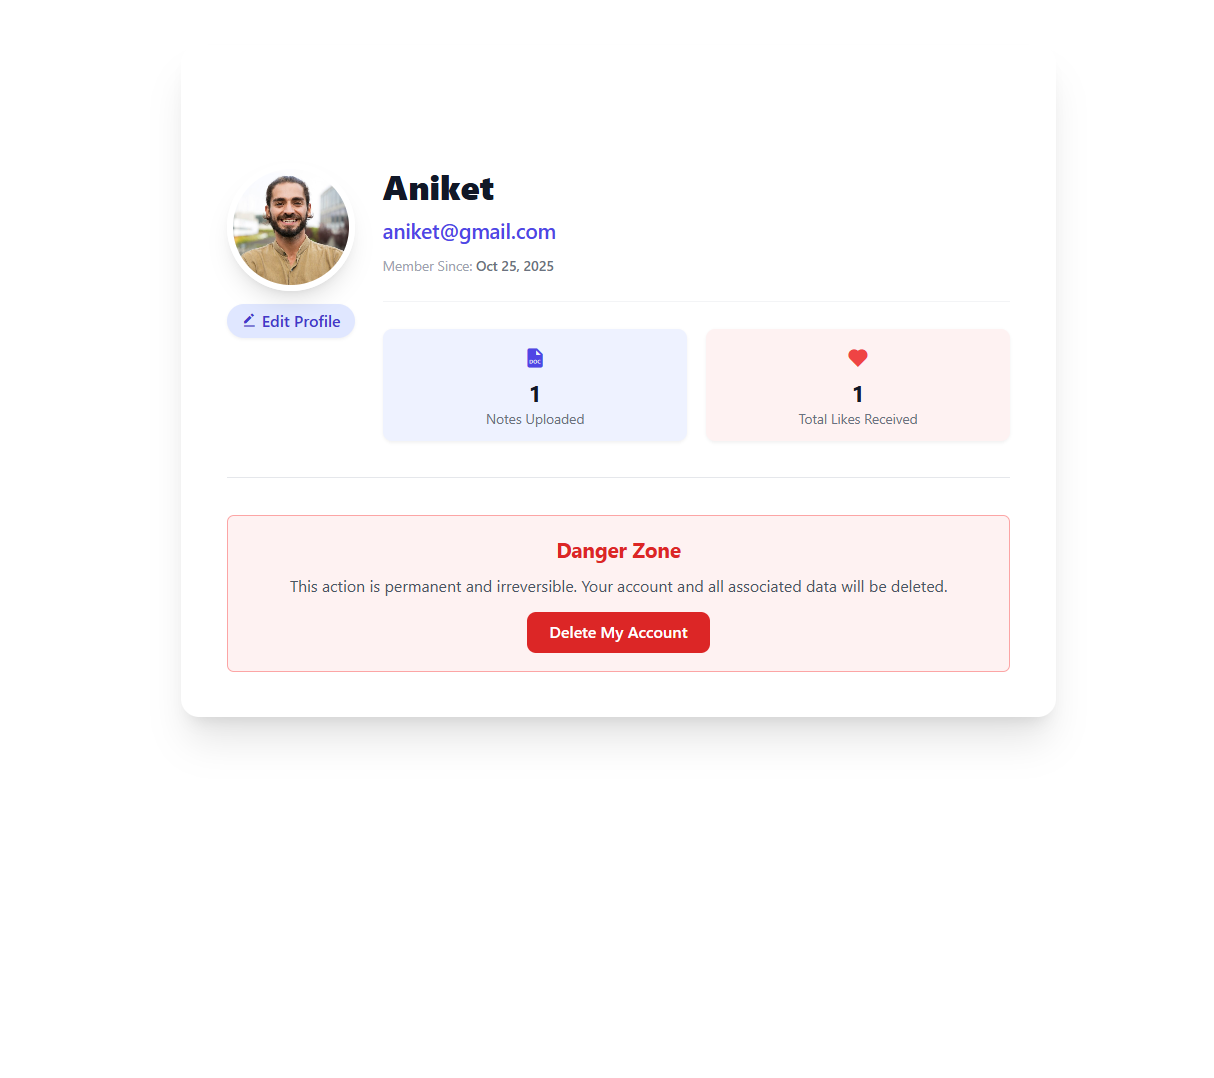 Aniket
aniket@gmail.com
Member Since: Oct 25, 2025
Edit Profile
DOC
1
Notes Uploaded
1
Total Likes Received
Danger Zone
This action is permanent and irreversible. Your account and all associated data will be deleted.
Delete My Account